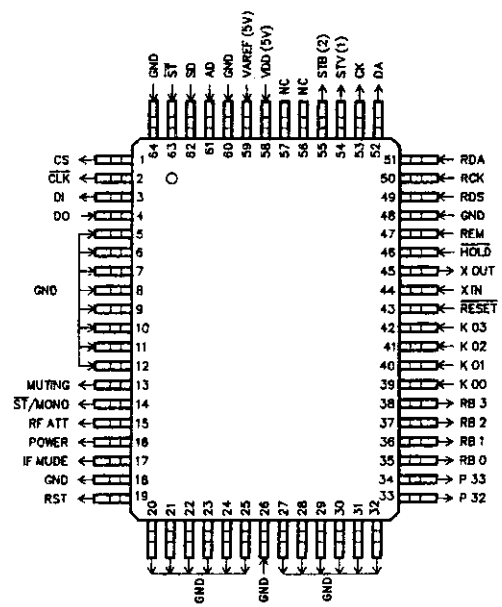 GND
ST
SD
AD
GND
VAREF (5V)
VDD (5V)
NC
NC
STB (2)
STV (1)
CK
DA
64 63 62 61 60 59 58 57 56 55 54 53 52
CS 1
CLK 2
DI 3
DO 4
5
6
7
GND 8
9
10
11
12
MUTING 13
ST/MONO 14
RF ATT 15
POWER 16
IF MUDE 17
GND 18
RST 19
51 RDA
50 RCK
49 RDS
48 GND
47 REM
46 HOLD
45 X OUT
44 X IN
43 RESET
42 K 03
41 K 02
40 K 01
39 K 00
38 RB 3
37 RB 2
36 RB 1
35 RB 0
34 P 33
33 P 32
20 21 22 23 24 25 26 27 28 29 30 31 32
GND
GND
GND